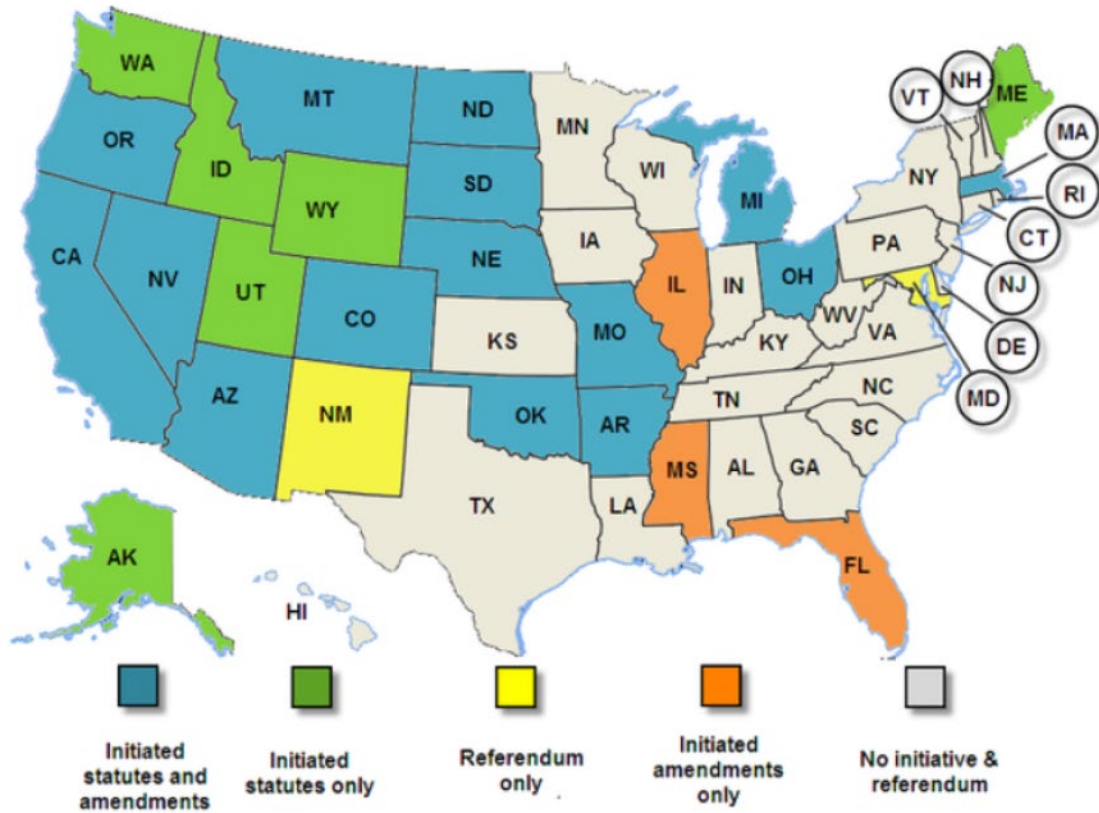 WA
MT
ND
MN
VT
NH
ME
OR
ID
SD
WI
MI
NY
MA
WY
RI
CA
NV
UT
CO
NE
IA
IL
IN
OH
PA
CT
NJ
KS
MO
KY
WV
VA
DE
AZ
NM
OK
AR
TN
NC
MD
SC
TX
LA
MS
AL
GA
AK
HI
FL
Initiated
statutes and
amendments
Initiated
statutes only
Referendum
only
Initiated
amendments
only
No initiative &
referendum